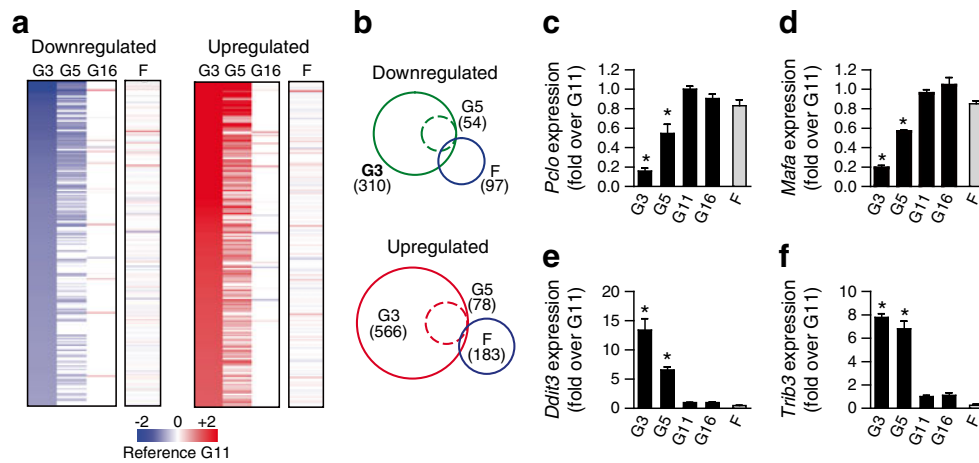 a
Downregulated
Upregulated
G3 G5 G16 F
G3 G5 G16 F
-2 0 +2
Reference G11
b
Downregulated
G5
(54)
G3
(310)
F
(97)
Upregulated
G5
(78)
G3
(566)
F
(183)
c
Pclo expression
(fold over G11)
1.2
1.0
0.8
0.6
0.4
0.2
0.0
* *
G3 G5 G11 G16 F
d
Mafa expression
(fold over G11)
1.2
1.0
0.8
0.6
0.4
0.2
0.0
* *
G3 G5 G11 G16 F
e
Ddit3 expression
(fold over G11)
20
15
10
5
0
* *
G3 G5 G11 G16 F
f
Trib3 expression
(fold over G11)
10
8
6
4
2
0
* *
G3 G5 G11 G16 F